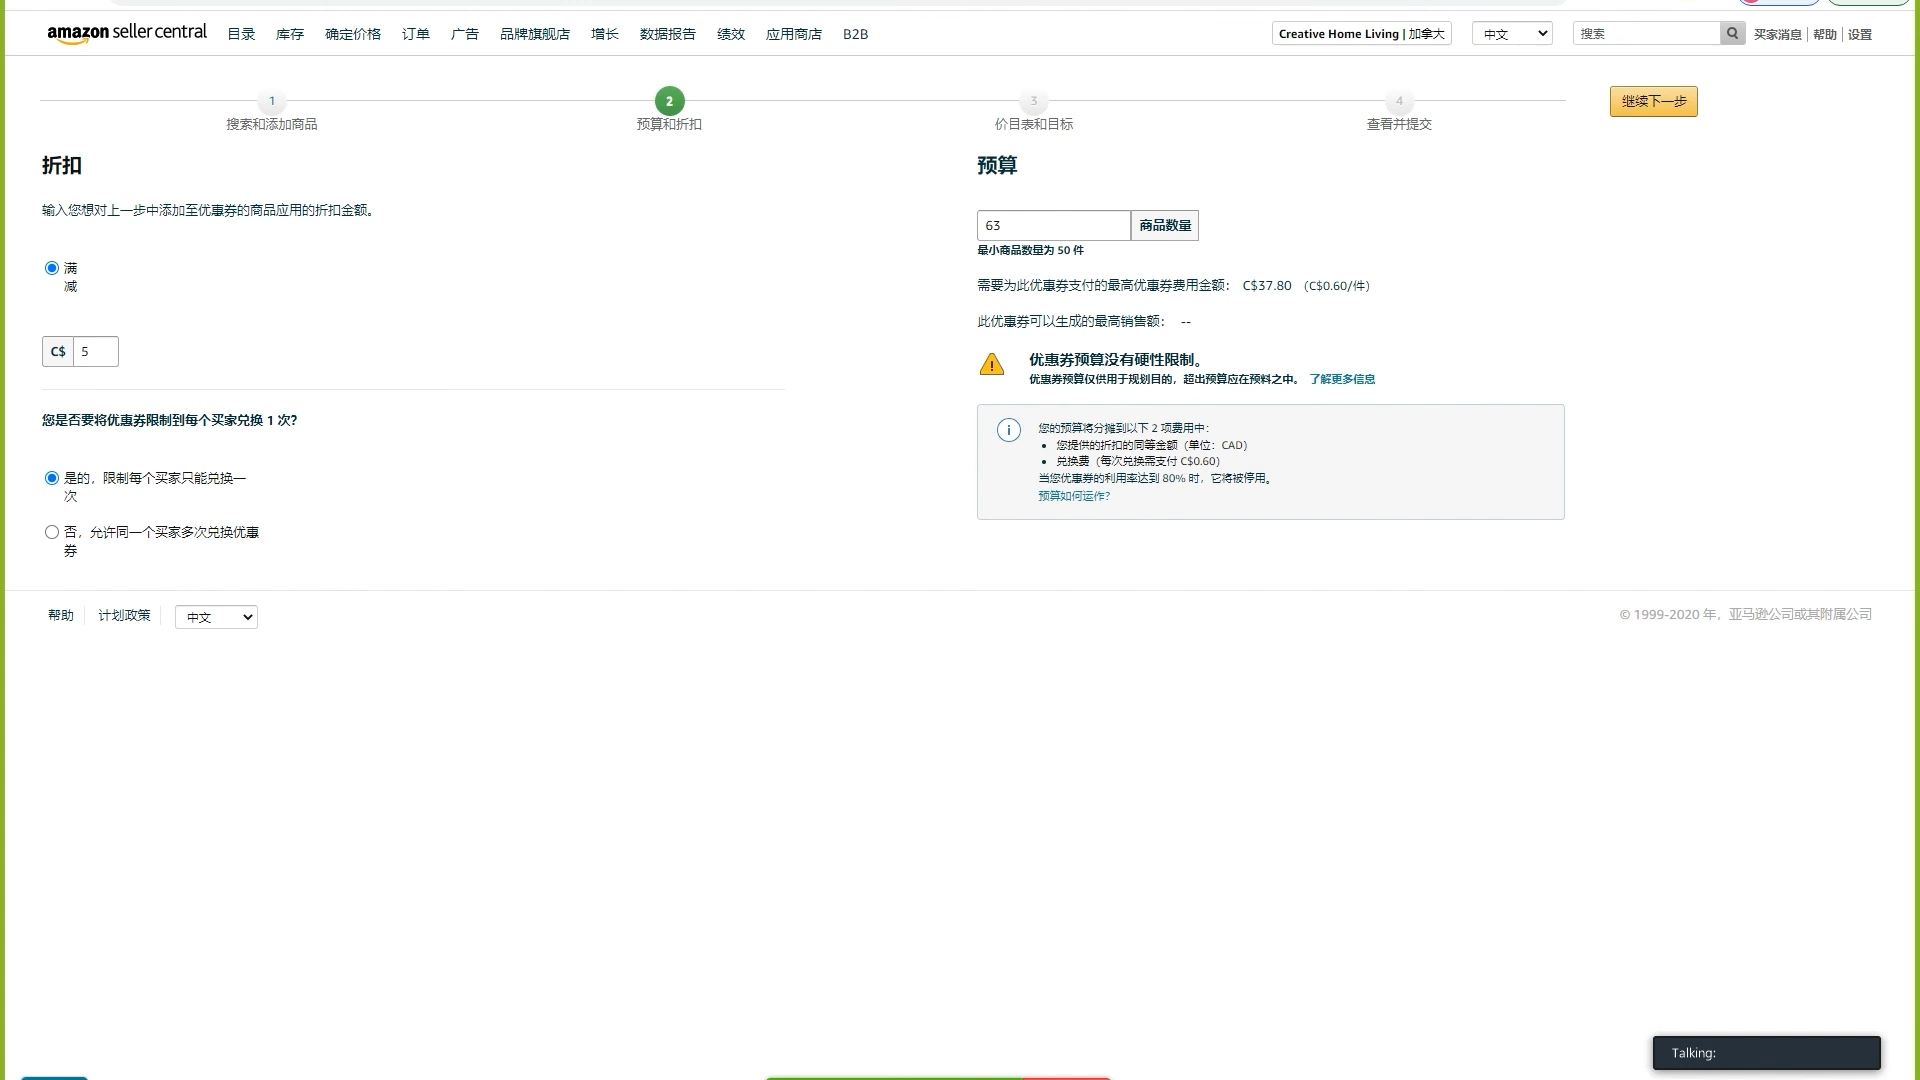 amazon seller central 目录 库存 确定价格 订单 广告 品牌旗舰店 增长 数据报告 绩效 应用商店 B2B Creative Home Living | 加拿大 中文 搜索 买家消息 帮助 设置
1 2 3 4 继续下一步
搜索和添加商品 预算和折扣 价目表和目标 查看并提交
折扣
输入您想对上一步中添加至优惠券的商品应用的折扣金额。
满
减
C$ 5
您是否要将优惠券限制到每个买家兑换 1 次?
是的，限制每个买家只能兑换一
次
否，允许同一个买家多次兑换优惠
券
预算
63 商品数量
最小商品数量为 50 件
需要为此优惠券支付的最高优惠券费用金额： C$37.80 （C$0.60/件）
此优惠券可以生成的最高销售额： --
优惠券预算没有硬性限制。
优惠券预算仅供用于规划目的，超出预算应在预料之中。 了解更多信息
您的预算将分摊到以下 2 项费用中：
您提供的折扣的同等金额（单位：CAD）
兑换费（每次兑换需支付 C$0.60）
当您优惠券的利用率达到 80% 时，它将被停用。
预算如何运作?
帮助 计划政策 中文 © 1999-2020 年，亚马逊公司或其附属公司
Talking: